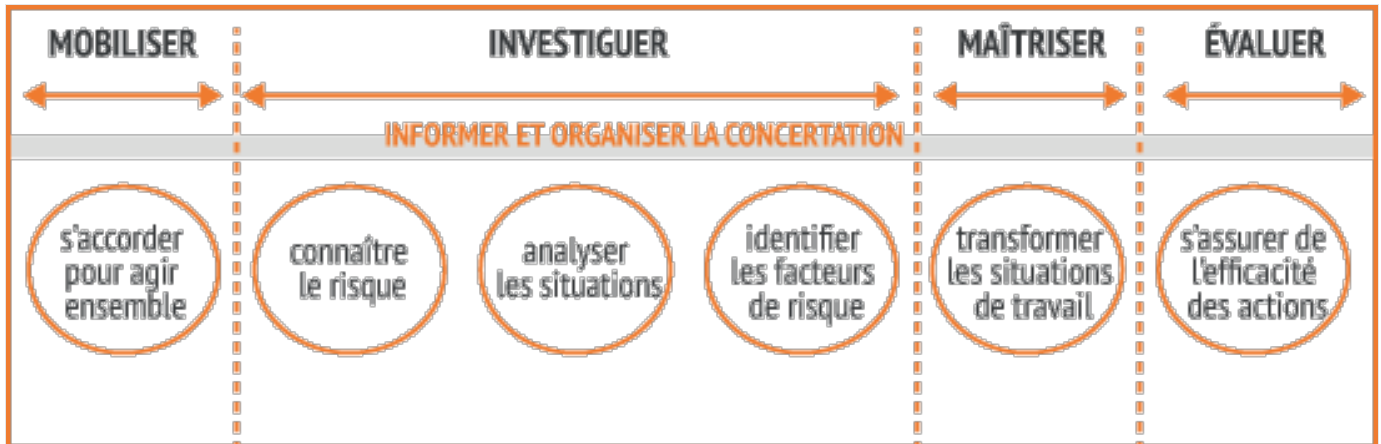 MOBILISER
INVESTIGUER
MAÎTRISER
ÉVALUER
INFORMER ET ORGANISER LA CONCERTATION
s'accorder
pour agir
ensemble
connaître
le risque
analyser
les situations
identifier
les facteurs
de risque
transformer
les situations
de travail
s'assurer de
l'efficacité
des actions